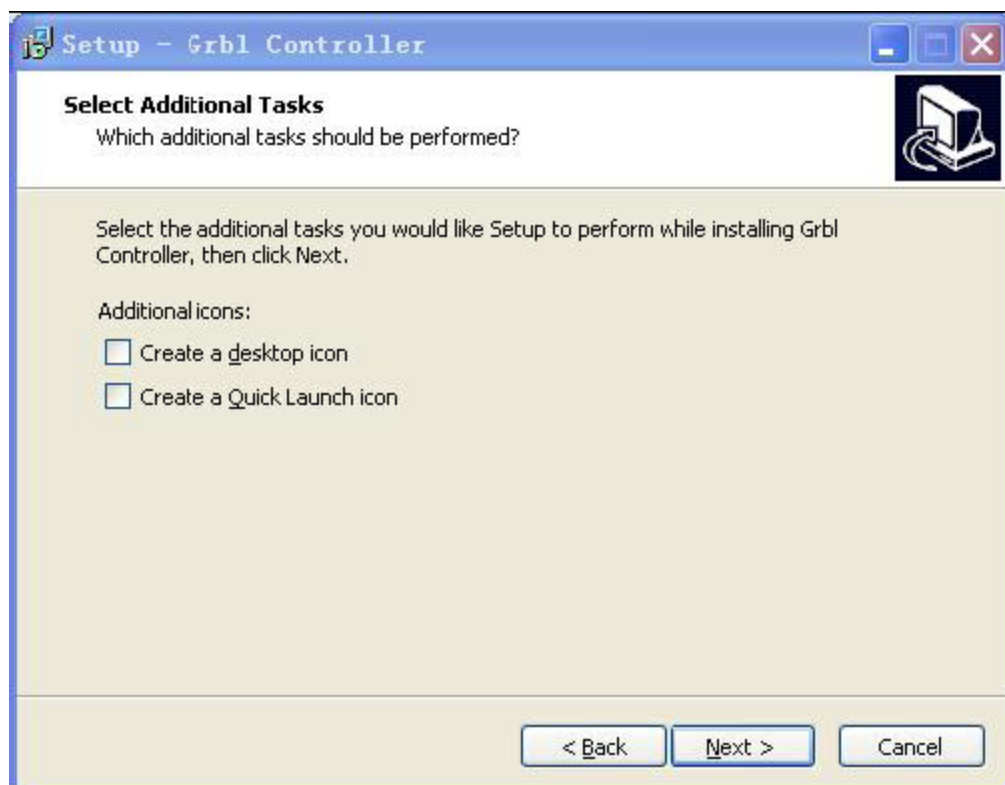 Setup - Grbl Controller
Select Additional Tasks
Which additional tasks should be performed?
Select the additional tasks you would like Setup to perform while installing Grbl
Controller, then click Next.
Additional icons:
Create a desktop icon
Create a Quick Launch icon
< Back
Next >
Cancel